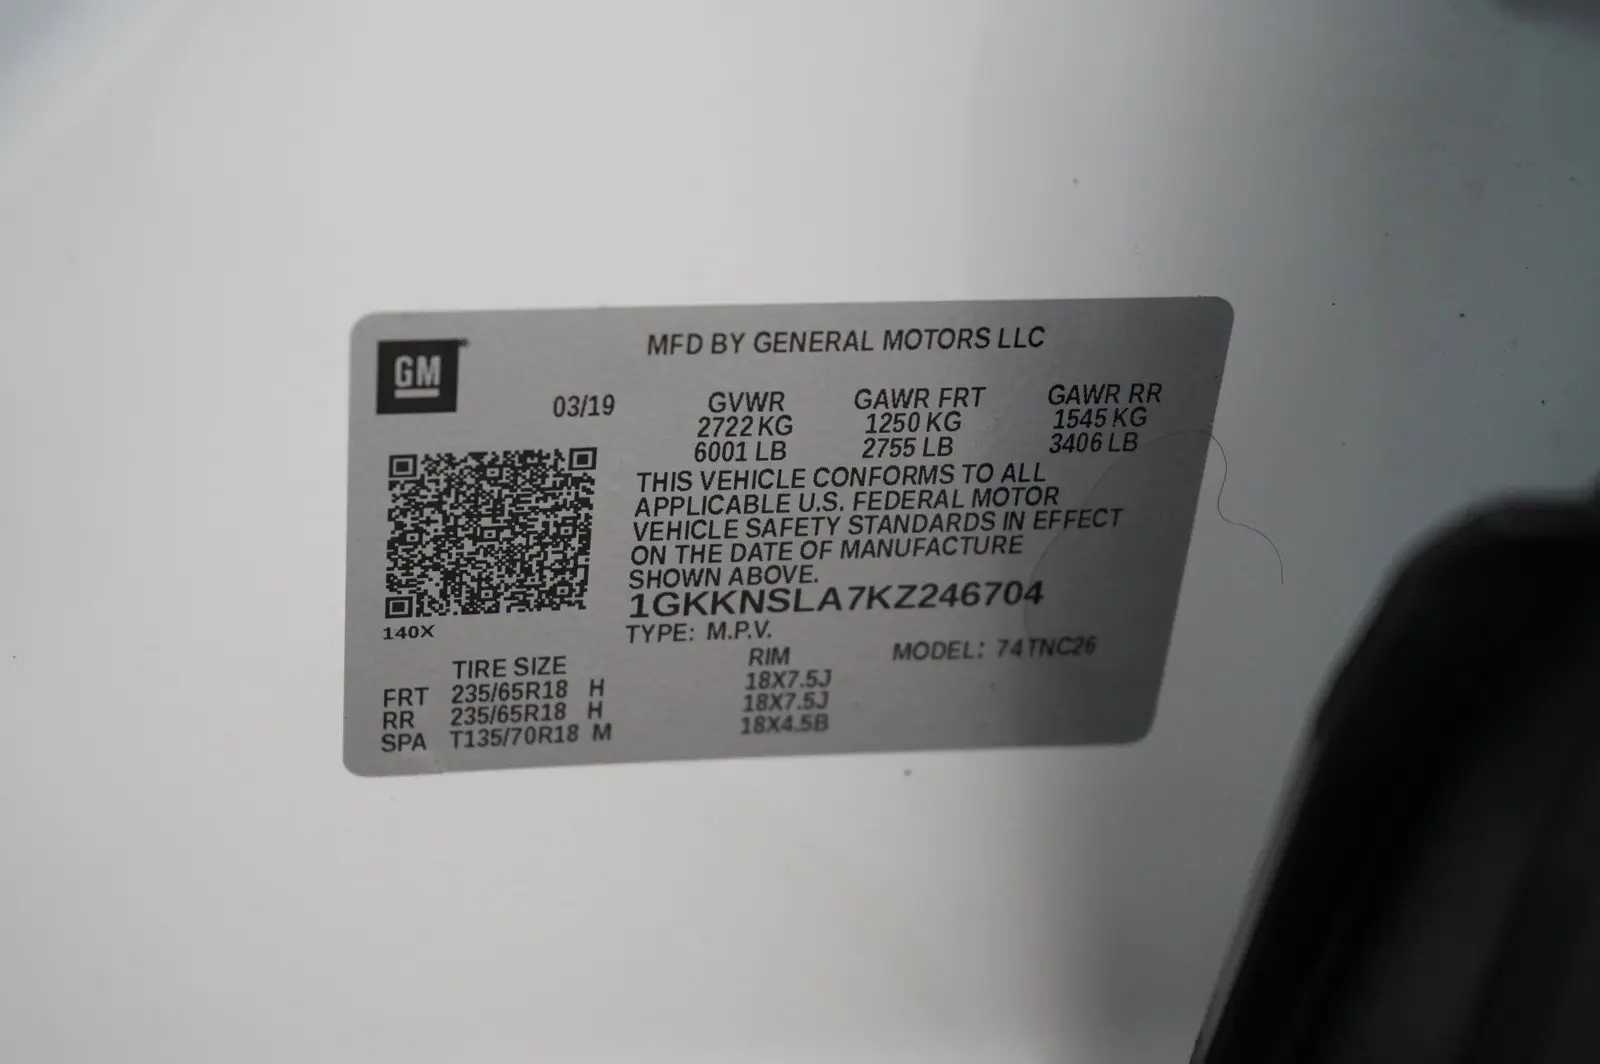 GM
MFD BY GENERAL MOTORS LLC
03/19 GVWR GAWR FRT GAWR RR
2722 KG 1250 KG 1545 KG
6001 LB 2755 LB 3406 LB
THIS VEHICLE CONFORMS TO ALL
APPLICABLE U.S. FEDERAL MOTOR
VEHICLE SAFETY STANDARDS IN EFFECT
ON THE DATE OF MANUFACTURE
SHOWN ABOVE.
1GKKNSLA7KZ246704
140X
TYPE: M.P.V.
MODEL: 74TNC26
TIRE SIZE RIM
FRT 235/65R18 H 18X7.5J
RR 235/65R18 H 18X7.5J
SPA T135/70R18 M 18X4.5B